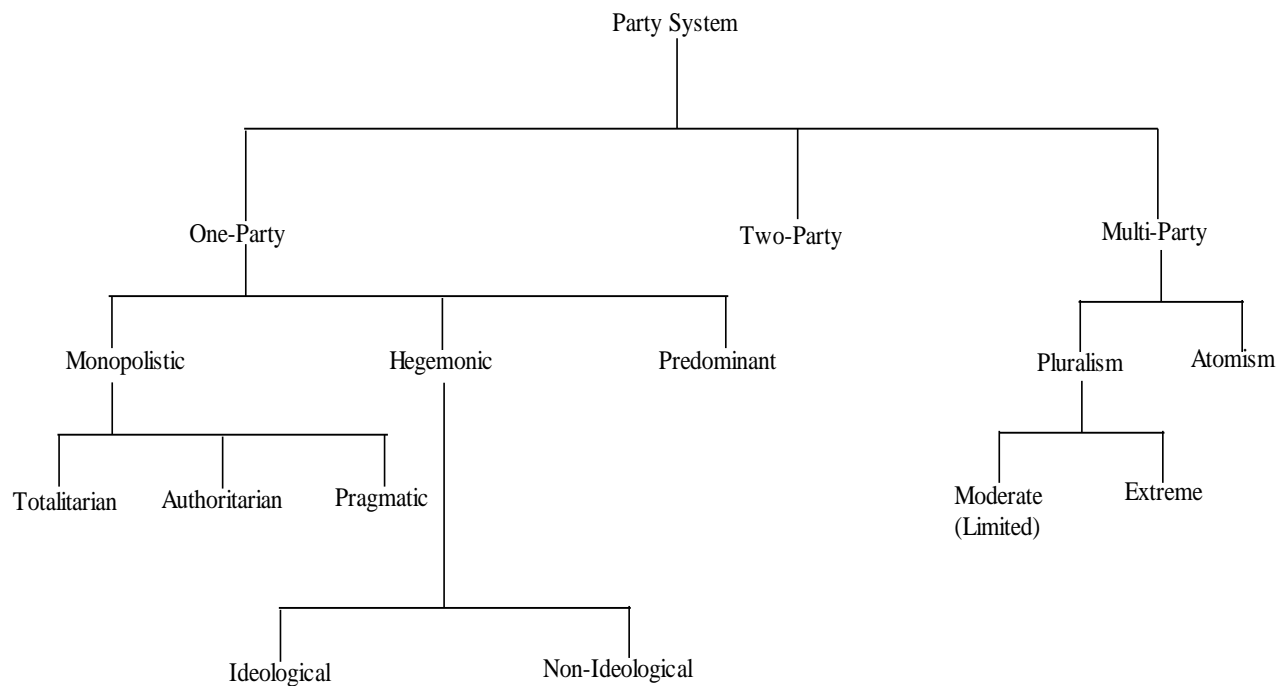 Party System
One-Party
Two-Party
Multi-Party
Monopolistic
Hegemonic
Predominant
Pluralism
Atomism
Totalitarian
Authoritarian
Pragmatic
Moderate
(Limited)
Extreme
Ideological
Non-Ideological